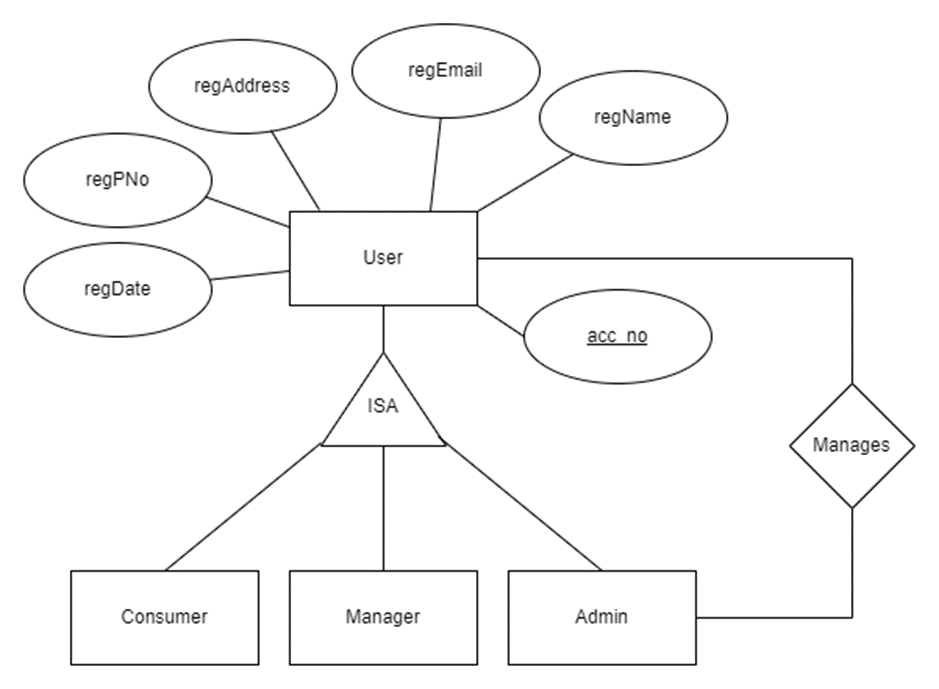 regEmail
regAddress
regName
regPNo
User
regDate
acc_no
ISA
Manages
Consumer
Manager
Admin